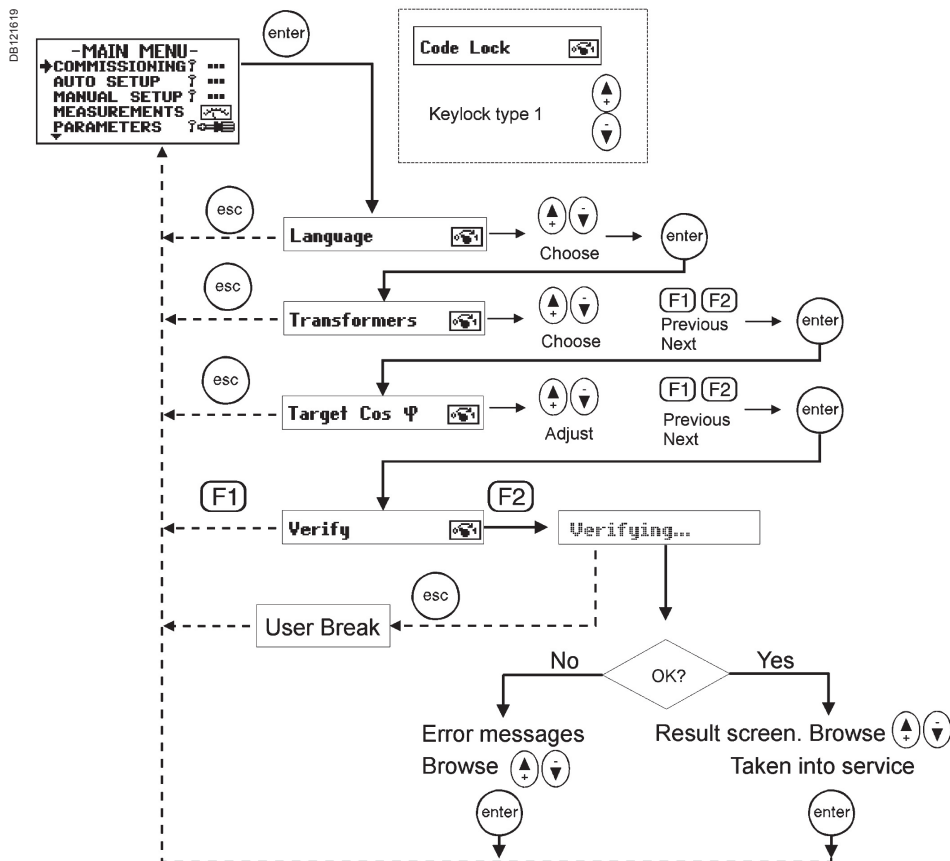 DB121619
enter
-MAIN MENU-
COMMISSIONING
AUTO SETUP
MANUAL SETUP
MEASUREMENTS
PARAMETERS
Code Lock
Keylock type 1
+
-
esc
Language
+ -
Choose
enter
esc
Transformers
+ -
Choose
F1 F2
Previous
Next
enter
esc
Target Cos φ
+ -
Adjust
F1 F2
Previous
Next
enter
F1
Verify
F2
Verifying...
esc
User Break
No
OK?
Yes
Error messages
Browse + -
enter
Result screen. Browse + -
Taken into service
enter